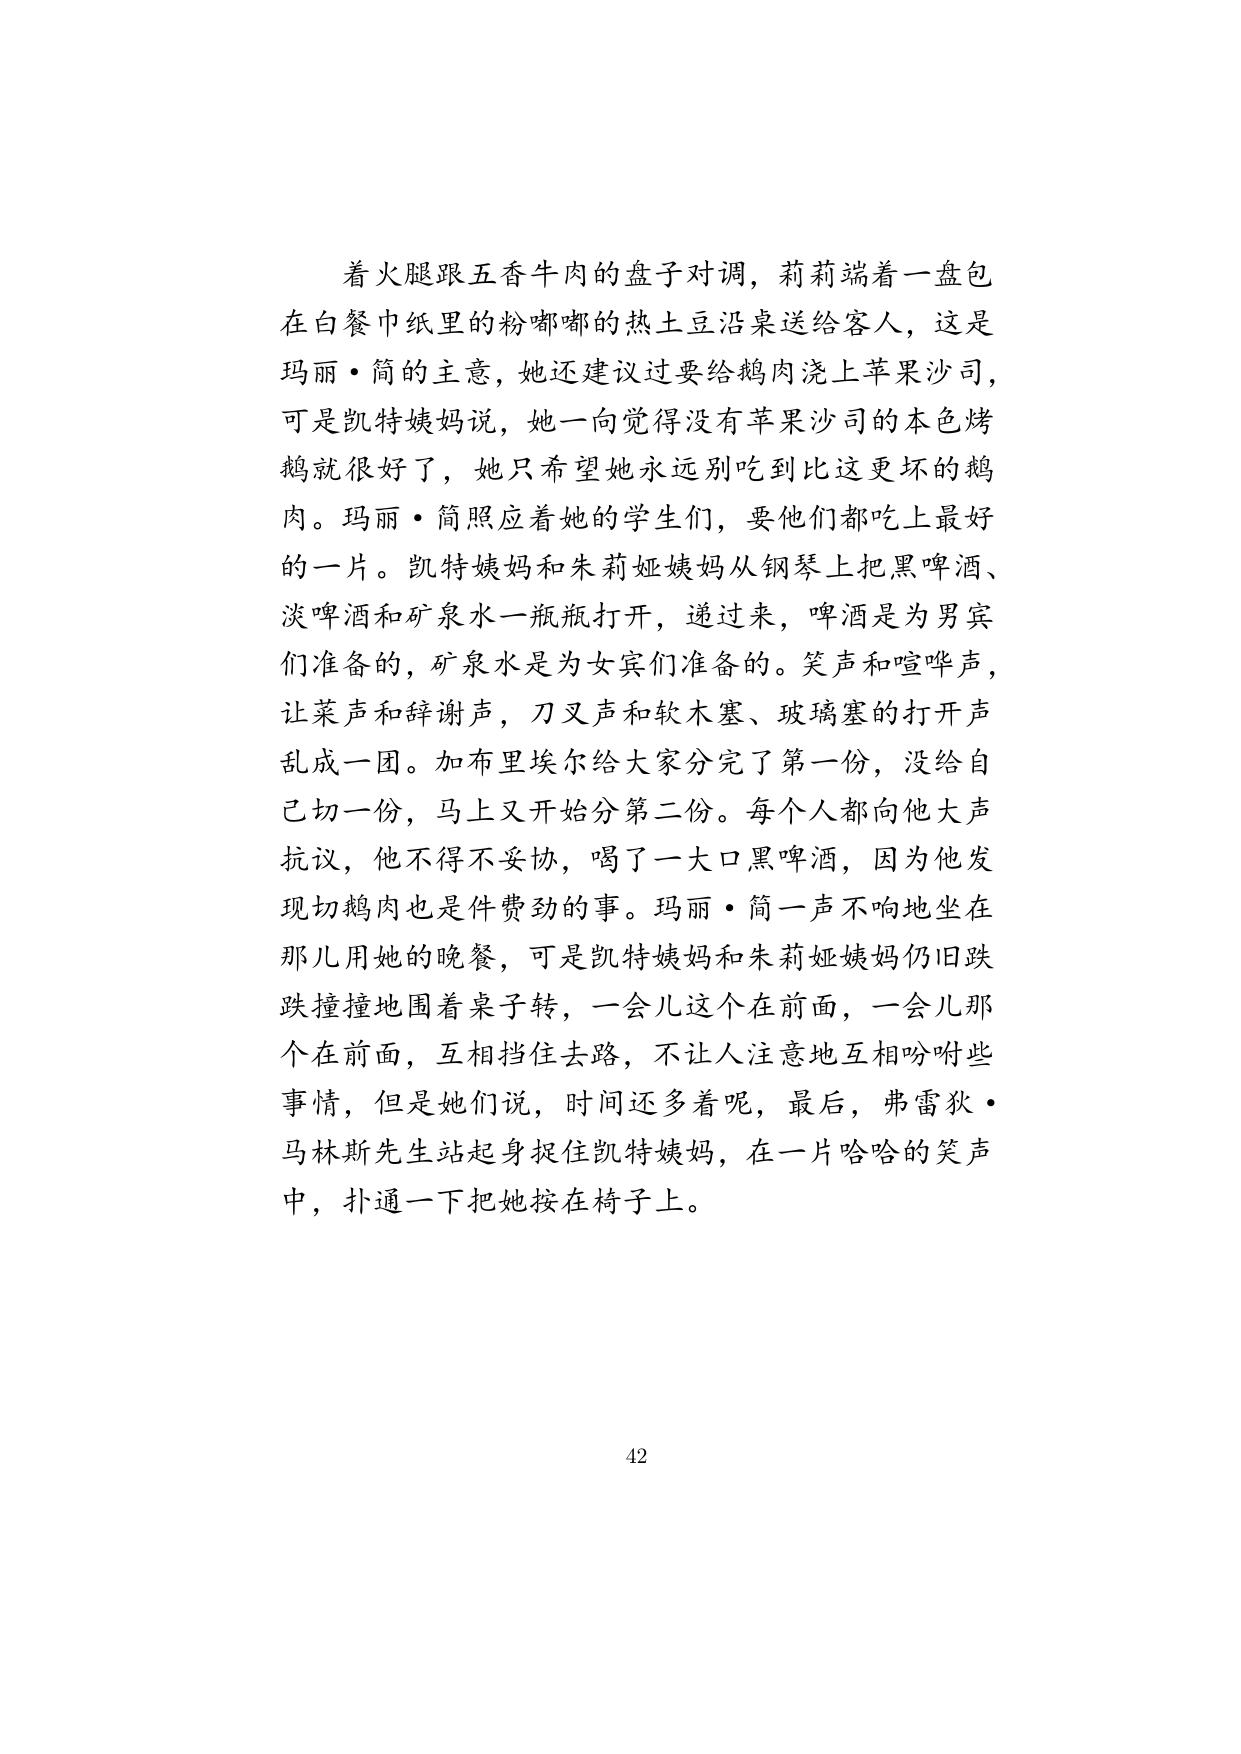 着火腿跟五香牛肉的盘子对调，莉莉端着一盘包
在白餐巾纸里的粉嘟嘟的热土豆沿桌送给客人，这是
玛丽·简的主意，她还建议过要给鹅肉浇上苹果沙司，
可是凯特姨妈说，她一向觉得没有苹果沙司的本色烤
鹅就很好了，她只希望她永远别吃到比这更坏的鹅
肉。玛丽·简照应着她的学生们，要他们都吃上最好
的一片。凯特姨妈和朱莉娅姨妈从钢琴上把黑啤酒、
淡啤酒和矿泉水一瓶瓶打开，递过来，啤酒是为男宾
们准备的，矿泉水是为女宾们准备的。笑声和喧哗声，
让菜声和辞谢声，刀叉声和软木塞、玻璃塞的打开声
乱成一团。加布里埃尔给大家分完了第一份，没给自
己切一份，马上又开始分第二份。每个人都向他大声
抗议，他不得不妥协，喝了一大口黑啤酒，因为他发
现切鹅肉也是件费劲的事。玛丽·简一声不响地坐在
那儿用她的晚餐，可是凯特姨妈和朱莉娅姨妈仍旧跌
跌撞撞地围着桌子转，一会儿这个在前面，一会儿那
个在前面，互相挡住去路，不让人注意地互相吩咐些
事情，但是她们说，时间还多着呢，最后，弗雷狄·
马林斯先生站起身捉住凯特姨妈，在一片哈哈的笑声
中，扑通一下把她按在椅子上。
42